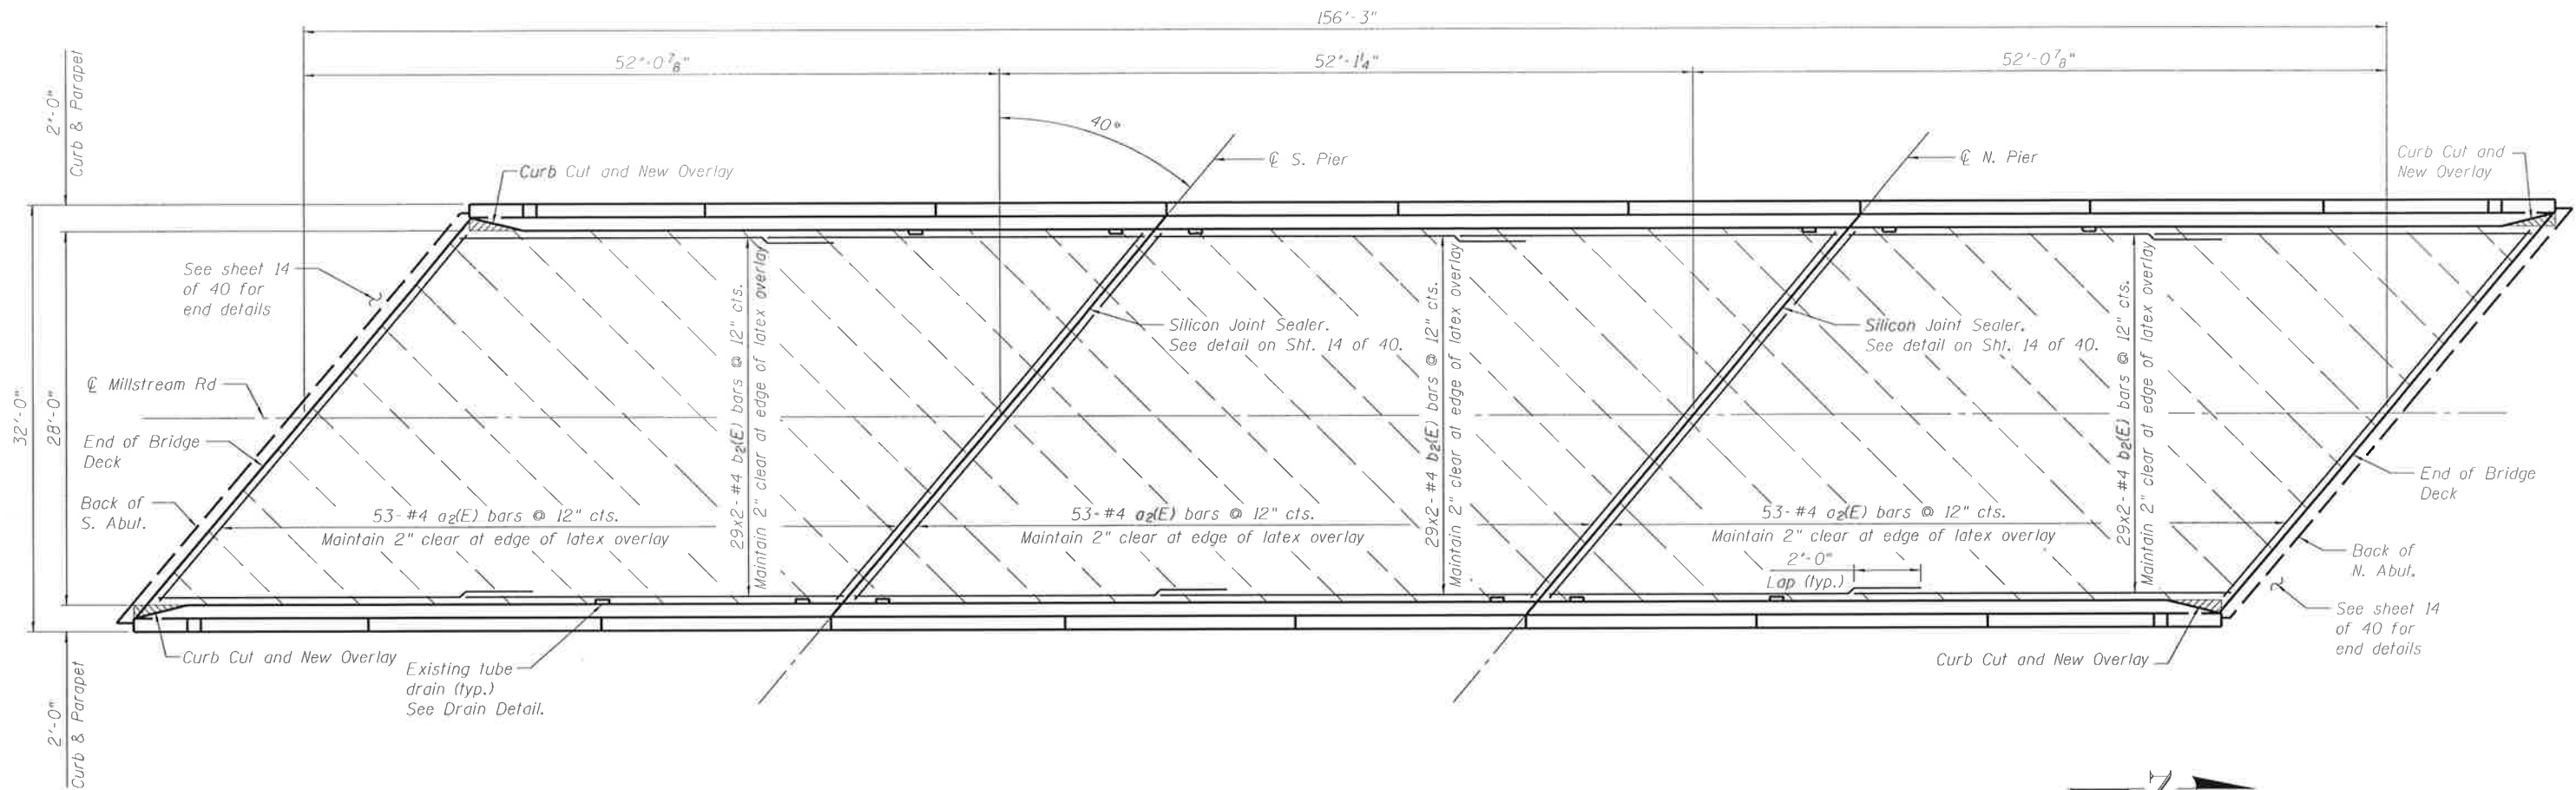 156'-3"
52'-0 7/8"
52'-1 1/4"
52'-0 7/8"
2'-0"
Curb & Parapet
40°
℄ S. Pier
℄ N. Pier
Curb Cut and New Overlay
Curb Cut and
New Overlay
32'-0"
28'-0"
See sheet 14
of 40 for
end details
℄ Millstream Rd
End of Bridge
Deck
Back of
S. Abut.
29x2-#4 b2(E) bars @ 12" cts.
Maintain 2" clear at edge of latex overlay
Silicon Joint Sealer.
See detail on Sht. 14 of 40.
29x2-#4 b2(E) bars @ 12" cts.
Maintain 2" clear at edge of latex overlay
Silicon Joint Sealer.
See detail on Sht. 14 of 40.
29x2-#4 b2(E) bars @ 12" cts.
Maintain 2" clear at edge of latex overlay
53-#4 a2(E) bars @ 12" cts.
Maintain 2" clear at edge of latex overlay
53-#4 a2(E) bars @ 12" cts.
Maintain 2" clear at edge of latex overlay
53-#4 a2(E) bars @ 12" cts.
Maintain 2" clear at edge of latex overlay
2'-0"
Lap (typ.)
End of Bridge
Deck
Back of
N. Abut.
See sheet 14
of 40 for
end details
Curb Cut and New Overlay
Existing tube
drain (typ.)
See Drain Detail.
Curb Cut and New Overlay
2'-0"
Curb & Parapet
N